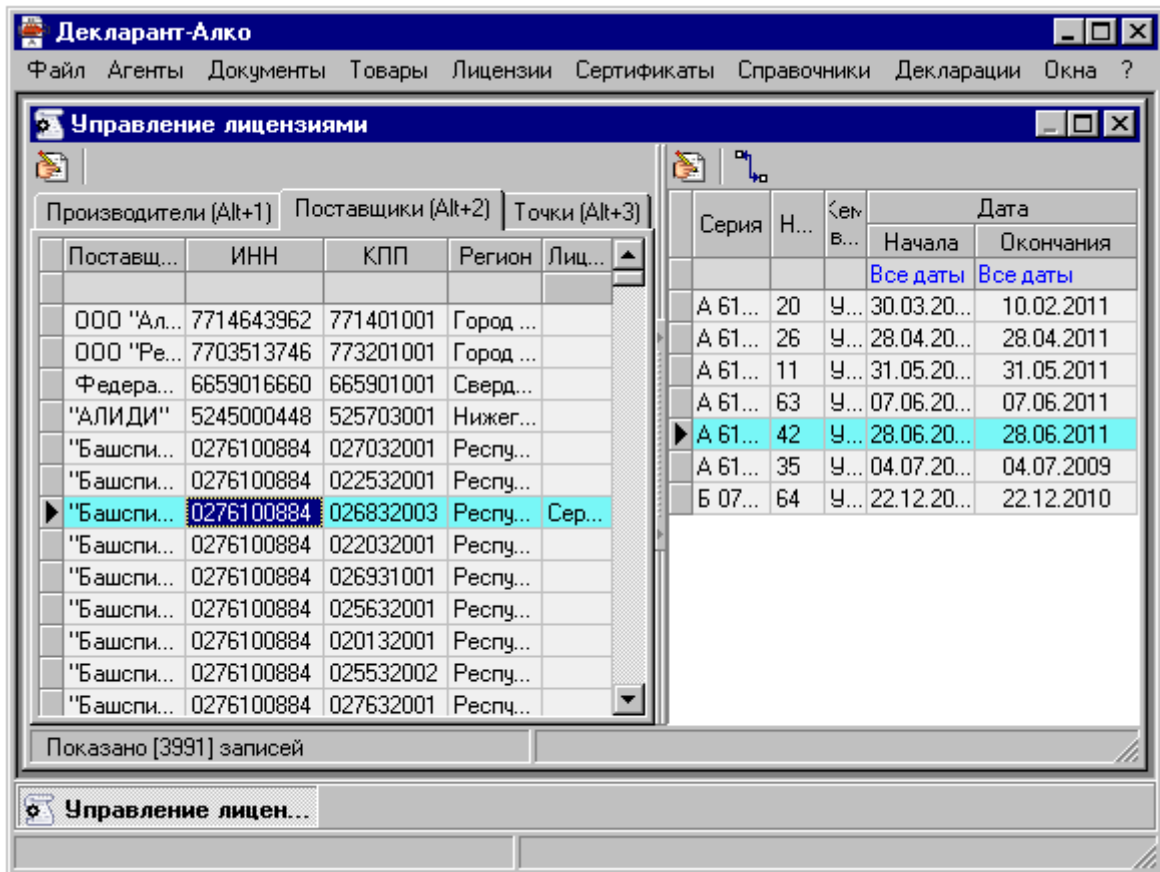 Декларант-Алко
Файл Агенты Документы Товары Лицензии Сертификаты Справочники Декларации Окна ?
Управление лицензиями
Производители (Alt+1) Поставщики (Alt+2) Точки (Alt+3)
Поставщ... ИНН КПП Регион Лиц...
ООО "Ал... 7714643962 771401001 Город ...
ООО "Ре... 7703513746 773201001 Город ...
Федера... 6659016660 665901001 Сверд...
"АЛИДИ" 5245000448 525703001 Нижег...
"Башспи... 0276100884 027032001 Респу...
"Башспи... 0276100884 022532001 Респу...
"Башспи... 0276100884 026832003 Респу... Сер...
"Башспи... 0276100884 022032001 Респу...
"Башспи... 0276100884 026931001 Респу...
"Башспи... 0276100884 025632001 Респу...
"Башспи... 0276100884 020132001 Респу...
"Башспи... 0276100884 025532002 Респу...
"Башспи... 0276100884 027632001 Респу...
Серия Н... Кем в... Дата
Начала Окончания
Все даты Все даты
А 61... 20 У... 30.03.20... 10.02.2011
А 61... 26 У... 28.04.20... 28.04.2011
А 61... 11 У... 31.05.20... 31.05.2011
А 61... 63 У... 07.06.20... 07.06.2011
А 61... 42 У... 28.06.20... 28.06.2011
А 61... 35 У... 04.07.20... 04.07.2009
Б 07... 64 У... 22.12.20... 22.12.2010
Показано [3991] записей
Управление лицен...